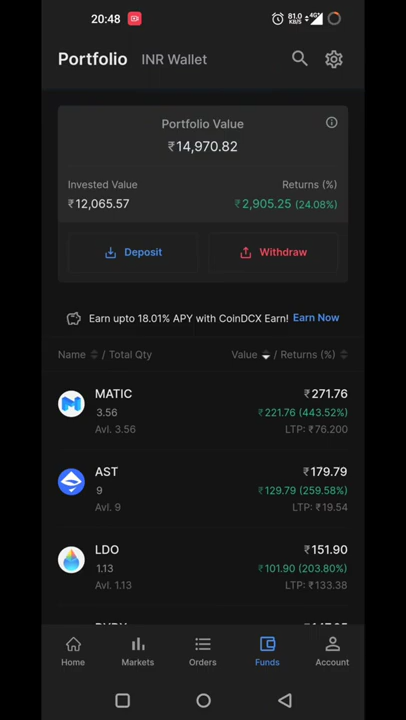 20:48
81.0 KB/S 4G+
Portfolio INR Wallet
Portfolio Value
₹14,970.82
Invested Value Returns (%)
₹12,065.57 ₹2,905.25 (24.08%)
Deposit Withdraw
Earn upto 18.01% APY with CoinDCX Earn! Earn Now
Name / Total Qty Value / Returns (%)
MATIC ₹271.76
3.56 ₹221.76 (443.52%)
Avl. 3.56 LTP: ₹76.200
AST ₹179.79
9 ₹129.79 (259.58%)
Avl. 9 LTP: ₹19.54
LDO ₹151.90
1.13 ₹101.90 (203.80%)
Avl. 1.13 LTP: ₹133.38
Home Markets Orders Funds Account